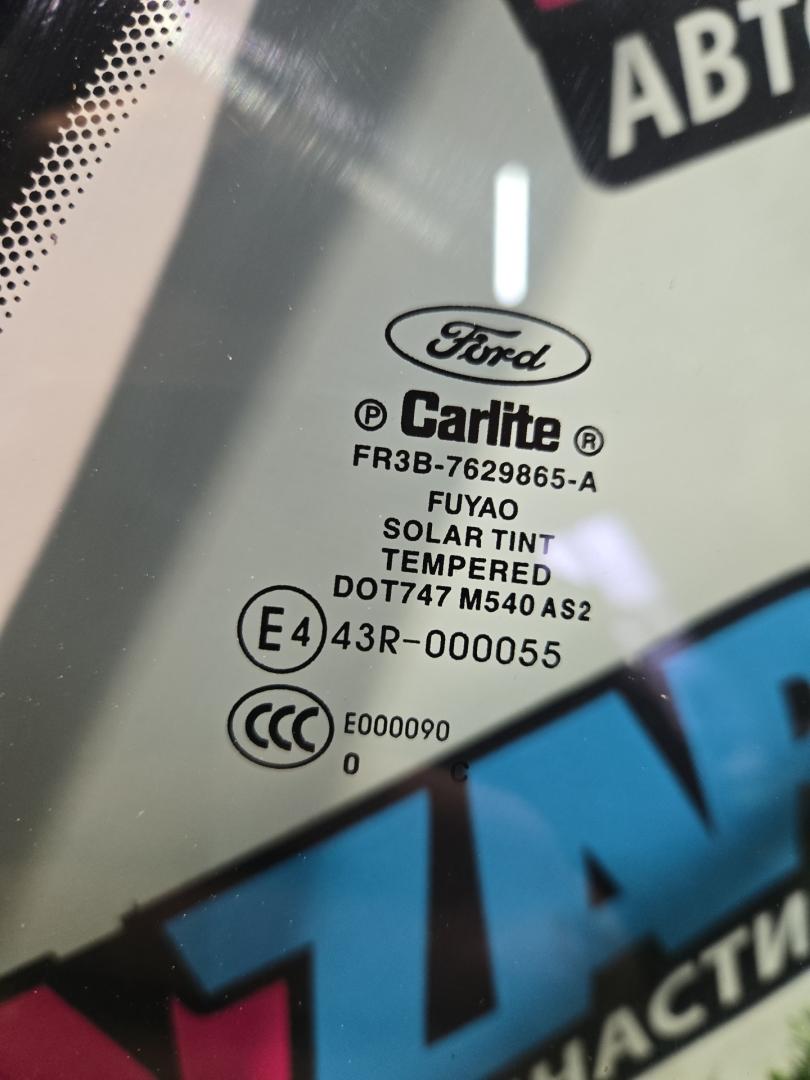 АВТ
Ford
Ⓟ Carlite ®
FR3B-7629865-A
FUYAO
SOLAR TINT
TEMPERED
DOT747 M540 AS2
E4 43R-000055
CCC E000090
0 C
ZAP
ЧАСТИ